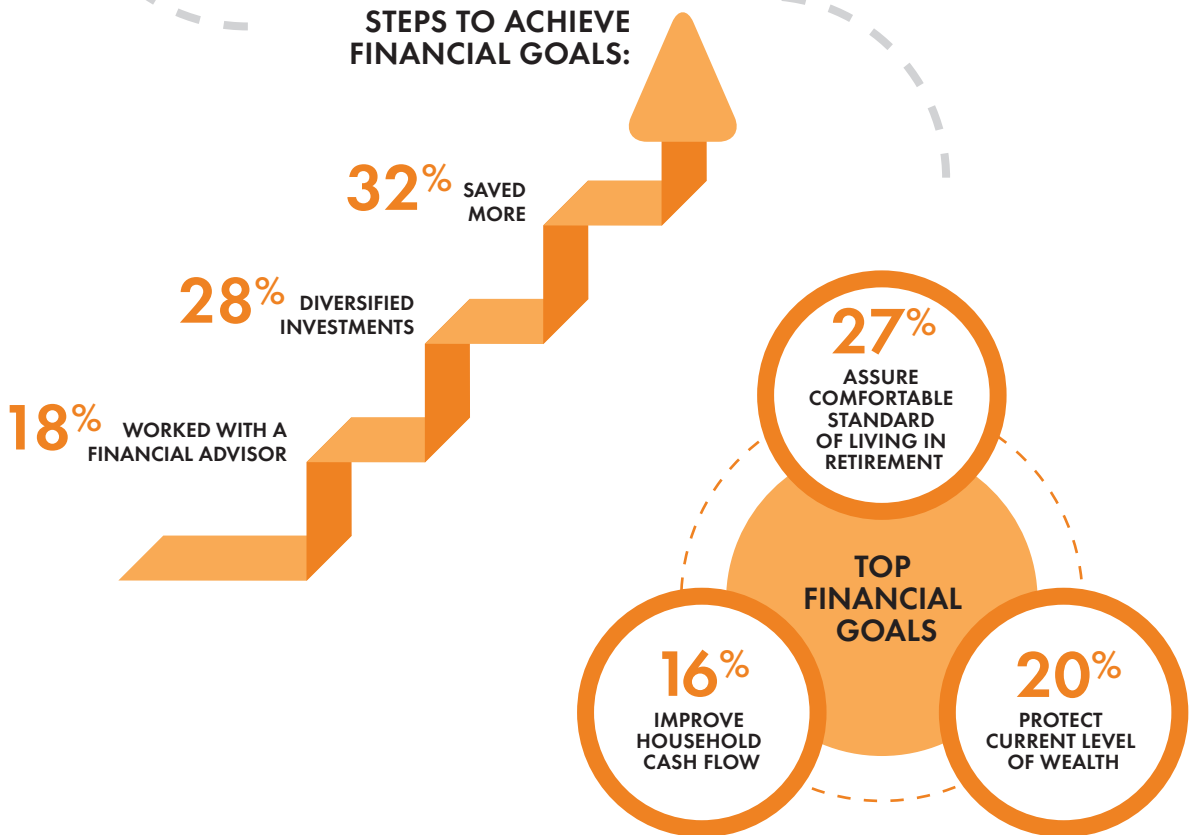 STEPS TO ACHIEVE
FINANCIAL GOALS:
32% SAVED
MORE
28% DIVERSIFIED
INVESTMENTS
18% WORKED WITH A
FINANCIAL ADVISOR
27%
ASSURE
COMFORTABLE
STANDARD
OF LIVING IN
RETIREMENT
TOP
FINANCIAL
GOALS
16%
IMPROVE
HOUSEHOLD
CASH FLOW
20%
PROTECT
CURRENT LEVEL
OF WEALTH